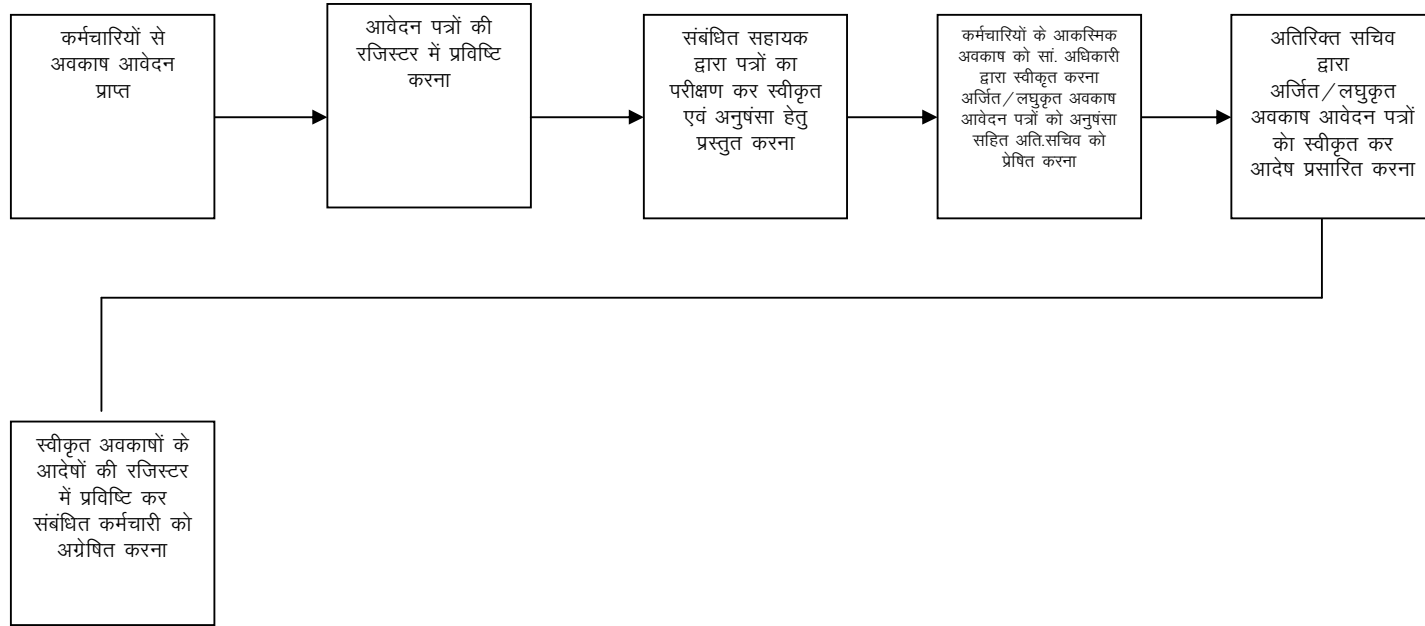 कर्मचारियों से
अवकाष आवेदन
प्राप्त
आवेदन पत्रों की
रजिस्टर में प्रविष्टि
करना
संबंधित सहायक
द्वारा पत्रों का
परीक्षण कर स्वीकृत
एवं अनुषंसा हेतु
प्रस्तुत करना
कर्मचारियों के आकस्मिक
अवकाष को सां. अधिकारी
द्वारा स्वीकृत करना
अर्जित/लघुकृत अवकाष
आवेदन पत्रों को अनुषंसा
सहित अति.सचिव को
प्रेषित करना
अतिरिक्त सचिव
द्वारा
अर्जित/लघुकृत
अवकाष आवेदन पत्रों
केा स्वीकृत कर
आदेष प्रसारित करना
स्वीकृत अवकाषों के
आदेषों की रजिस्टर
में प्रविष्टि कर
संबंधित कर्मचारी को
अग्रेषित करना